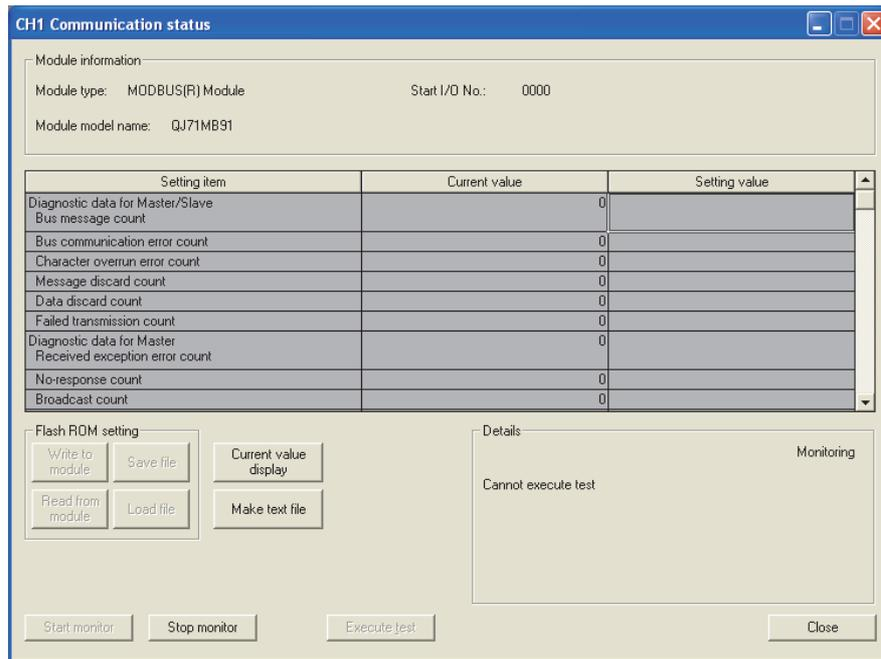 CH1 Communication status
Module information
Module type: MODBUS(R) Module Start I/O No.: 0000
Module model name: QJ71MB91
Setting item Current value Setting value
Diagnostic data for Master/Slave
Bus message count 0
Bus communication error count 0
Character overrun error count 0
Message discard count 0
Data discard count 0
Failed transmission count 0
Diagnostic data for Master
Received exception error count 0
No-response count 0
Broadcast count 0
Flash ROM setting
Write to
module
Save file
Read from
module
Load file
Current value
display
Make text file
Details
Monitoring
Cannot execute test
Start monitor Stop monitor Execute test Close